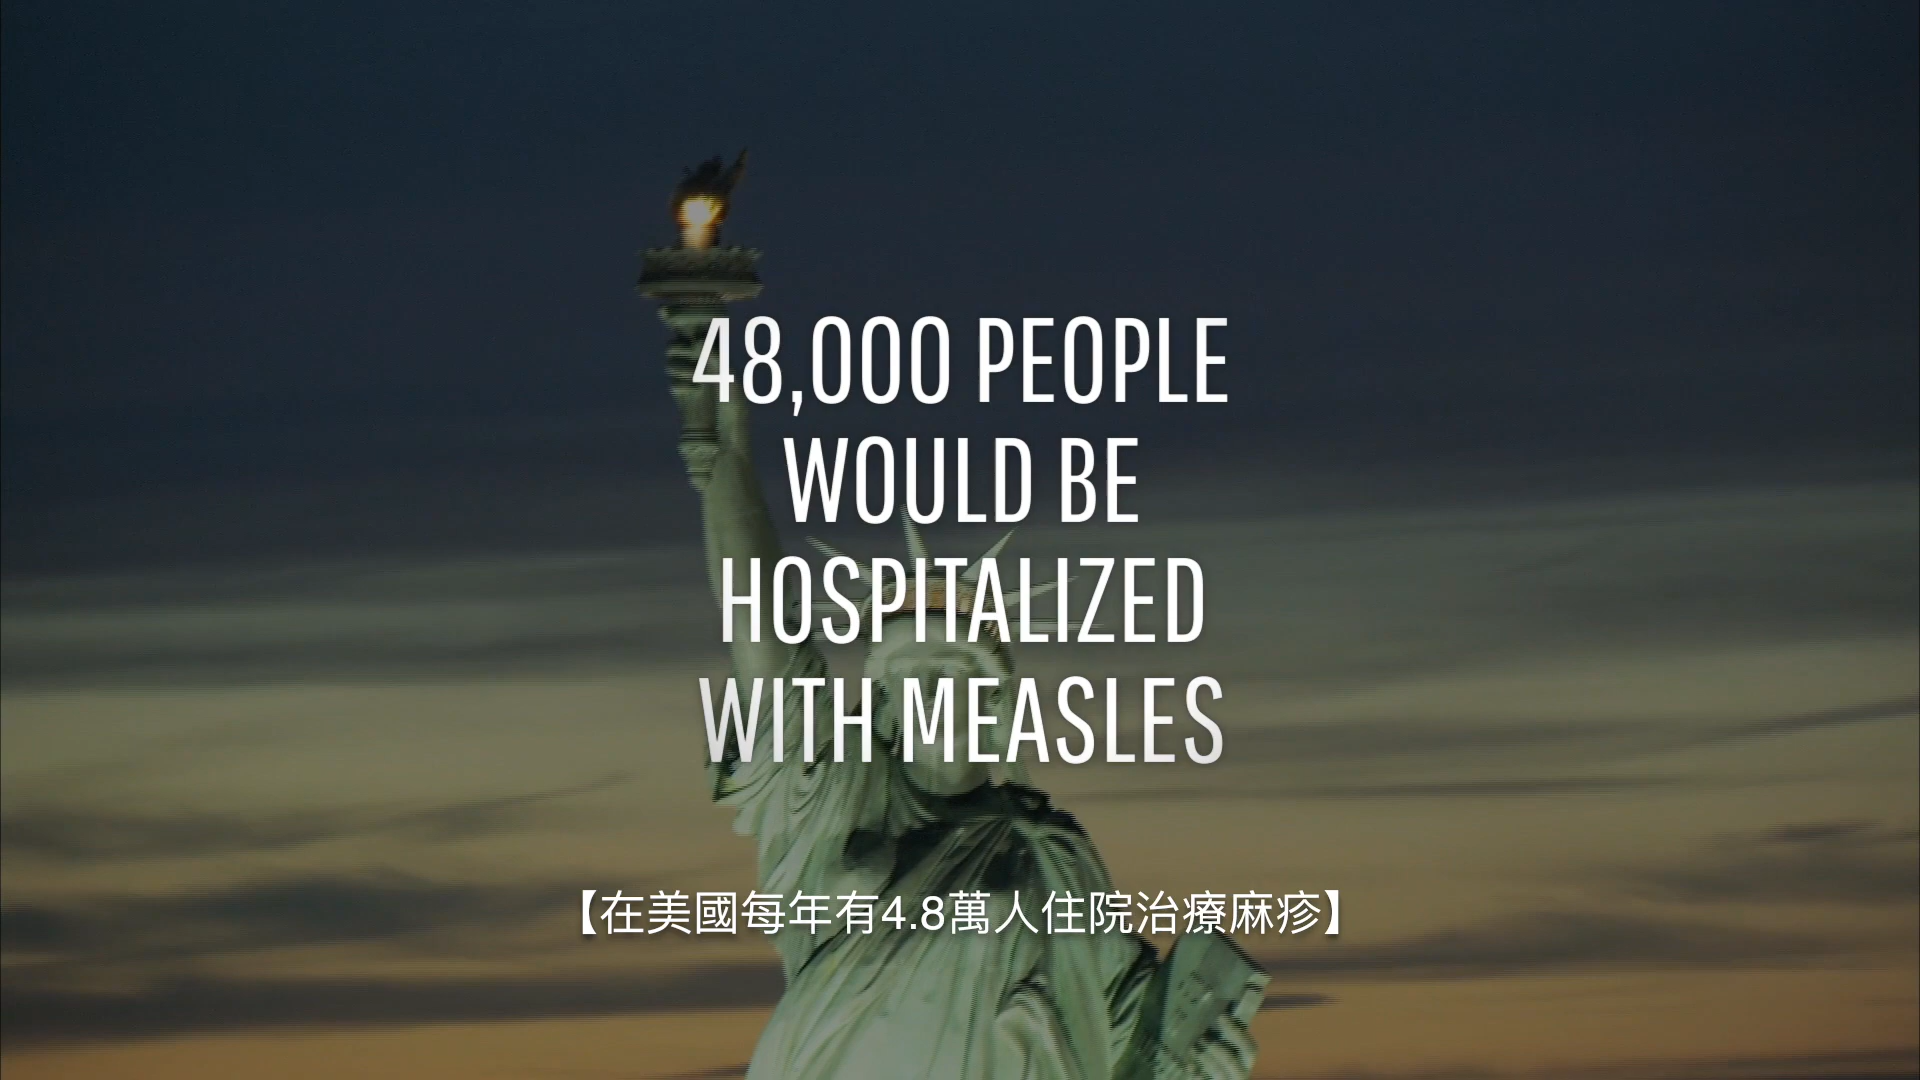 48,000 PEOPLE
WOULD BE
HOSPITALIZED
WITH MEASLES
【在美國每年有4.8萬人住院治療麻疹】